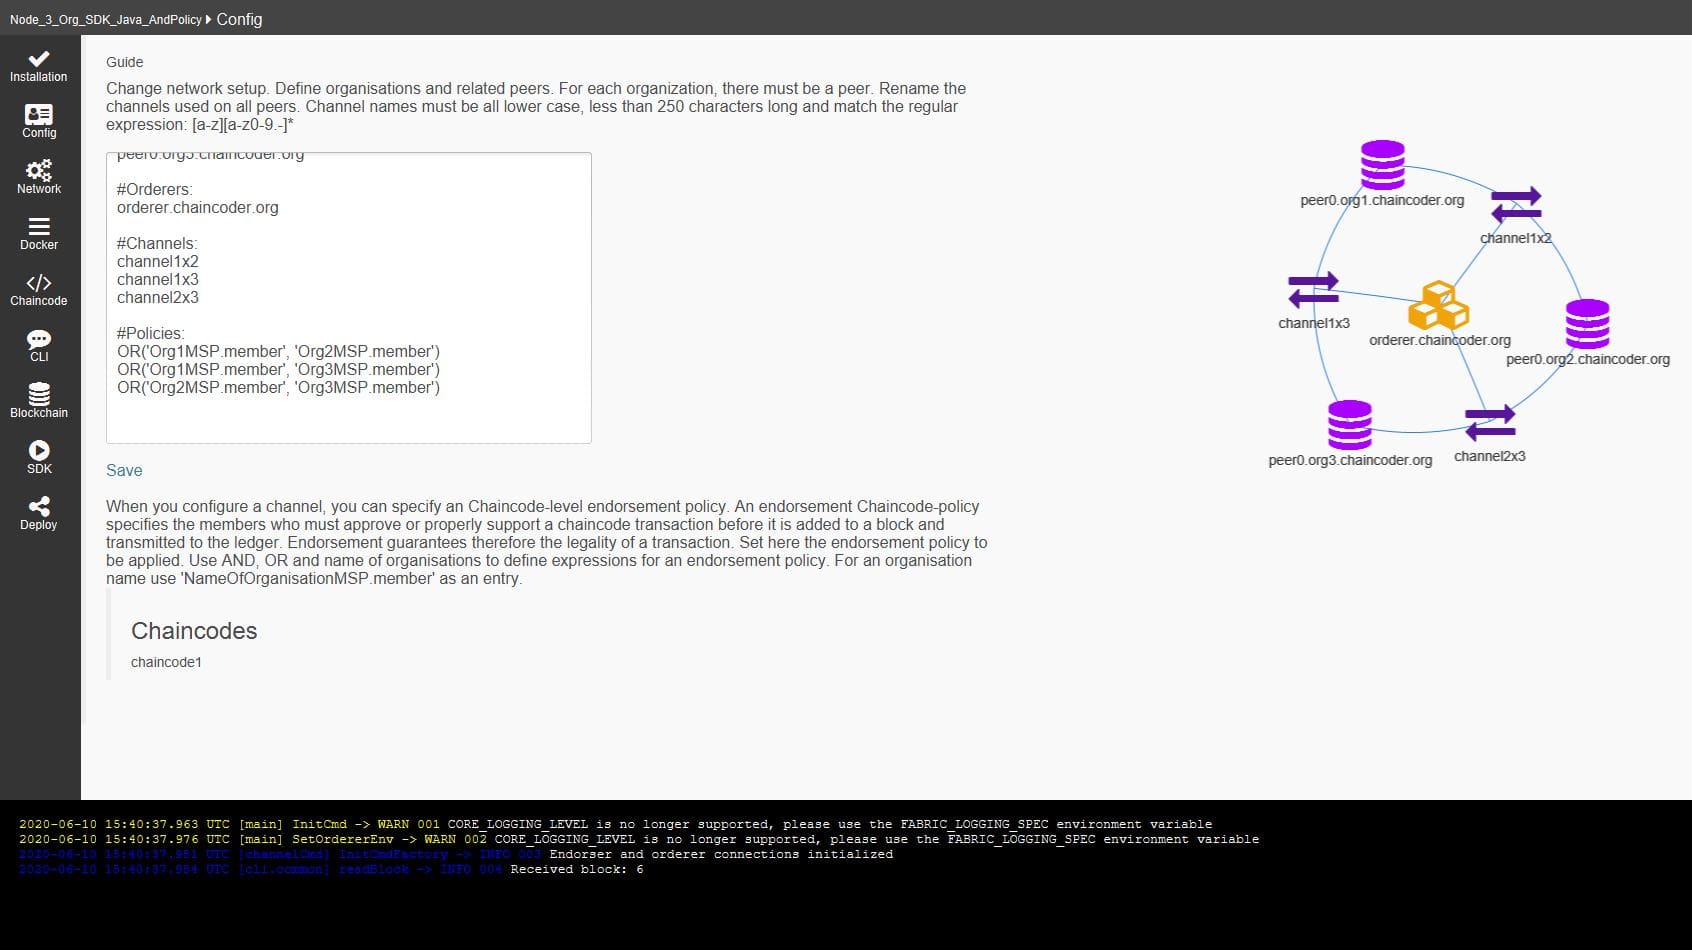 Node_3_Org_SDK_Java_AndPolicy Config
Installation
Config
Network
Docker
Chaincode
CLI
Blockchain
SDK
Deploy
Guide
Change network setup. Define organisations and related peers. For each organization, there must be a peer. Rename the
channels used on all peers. Channel names must be all lower case, less than 250 characters long and match the regular
expression: [a-z][a-z0-9.-]*
peer0.org3.chaincoder.org
#Orderers:
orderer.chaincoder.org
#Channels:
channel1x2
channel1x3
channel2x3
#Policies:
OR('Org1MSP.member', 'Org2MSP.member')
OR('Org1MSP.member', 'Org3MSP.member')
OR('Org2MSP.member', 'Org3MSP.member')
Save
When you configure a channel, you can specify an Chaincode-level endorsement policy. An endorsement Chaincode-policy
specifies the members who must approve or properly support a chaincode transaction before it is added to a block and
transmitted to the ledger. Endorsement guarantees therefore the legality of a transaction. Set here the endorsement policy to
be applied. Use AND, OR and name of organisations to define expressions for an endorsement policy. For an organisation
name use 'NameOfOrganisationMSP.member' as an entry.
Chaincodes
chaincode1
peer0.org1.chaincoder.org
channel1x2
channel1x3
orderer.chaincoder.org
peer0.org2.chaincoder.org
peer0.org3.chaincoder.org
channel2x3
2020-06-10 15:40:37.963 UTC [main] InitCmd -> WARN 001 CORE_LOGGING_LEVEL is no longer supported, please use the FABRIC_LOGGING_SPEC environment variable
2020-06-10 15:40:37.976 UTC [main] SetOrdererEnv -> WARN 002 CORE_LOGGING_LEVEL is no longer supported, please use the FABRIC_LOGGING_SPEC environment variable
2020-06-10 15:40:37.981 UTC [channelCmd] InitCmdFactory -> INFO 003 Endorser and orderer connections initialized
2020-06-10 15:40:37.984 UTC [cli.common] readBlock -> INFO 004 Received block: 6